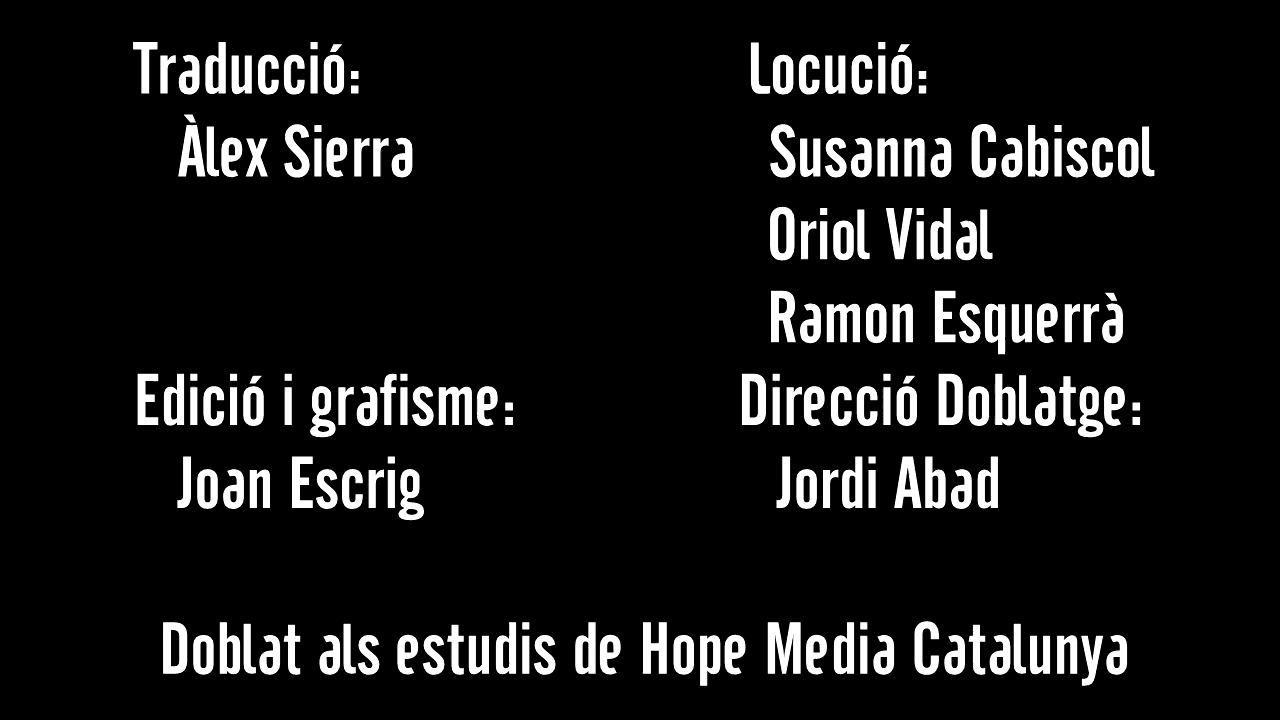 Traducció:
Àlex Sierra
Locució:
Susanna Cabiscol
Oriol Vidal
Ramon Esquerrà
Edició i grafisme:
Joan Escrig
Direcció Doblatge:
Jordi Abad
Doblat als estudis de Hope Media Catalunya